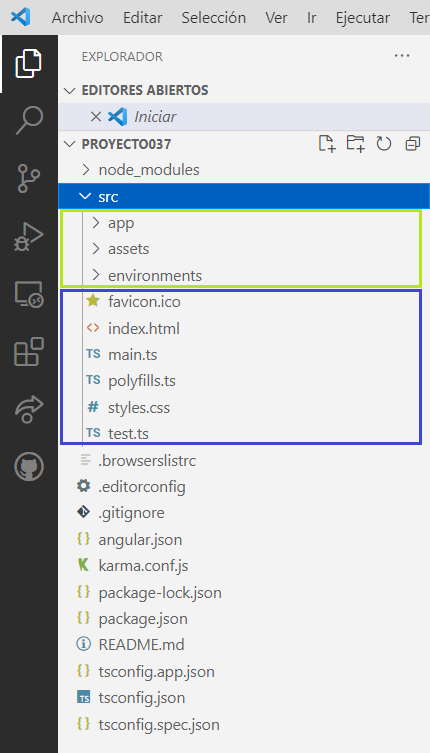 Archivo Editar Selección Ver Ir Ejecutar Ter
EXPLORADOR
EDITORES ABIERTOS
Iniciar
PROYECTO037
node_modules
src
app
assets
environments
favicon.ico
index.html
TS main.ts
TS polyfills.ts
# styles.css
TS test.ts
.browserslistrc
.editorconfig
.gitignore
{} angular.json
karma.conf.js
{} package-lock.json
{} package.json
README.md
{} tsconfig.app.json
TS tsconfig.json
{} tsconfig.spec.json